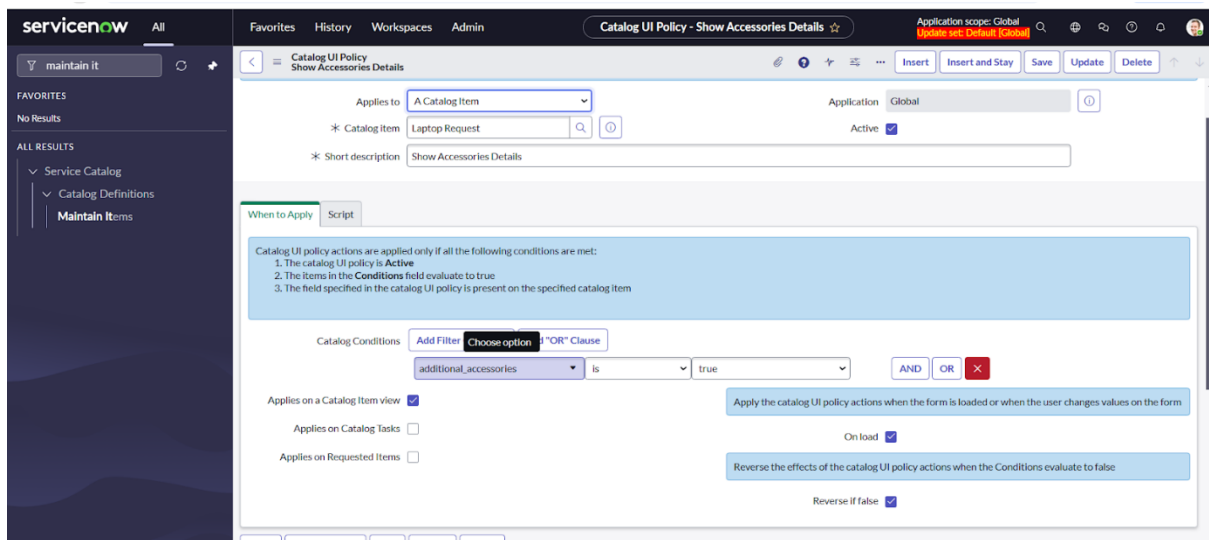 servicenow All Favorites History Workspaces Admin Catalog UI Policy - Show Accessories Details ☆ Application scope: Global
Update set: Default [Global]
maintain it
Catalog UI Policy
Show Accessories Details
Insert Insert and Stay Save Update Delete
FAVORITES
No Results
ALL RESULTS
Service Catalog
Catalog Definitions
Maintain Items
Applies to A Catalog Item Application Global
Catalog item Laptop Request Active
Short description Show Accessories Details
When to Apply Script
Catalog UI policy actions are applied only if all the following conditions are met:
1. The catalog UI policy is Active
2. The items in the Conditions field evaluate to true
3. The field specified in the catalog UI policy is present on the specified catalog item
Catalog Conditions Add Filter Choose option "OR" Clause
additional_accessories is true AND OR
Applies on a Catalog Item view Apply the catalog UI policy actions when the form is loaded or when the user changes values on the form
Applies on Catalog Tasks On load
Applies on Requested Items Reverse the effects of the catalog UI policy actions when the Conditions evaluate to false
Reverse if false